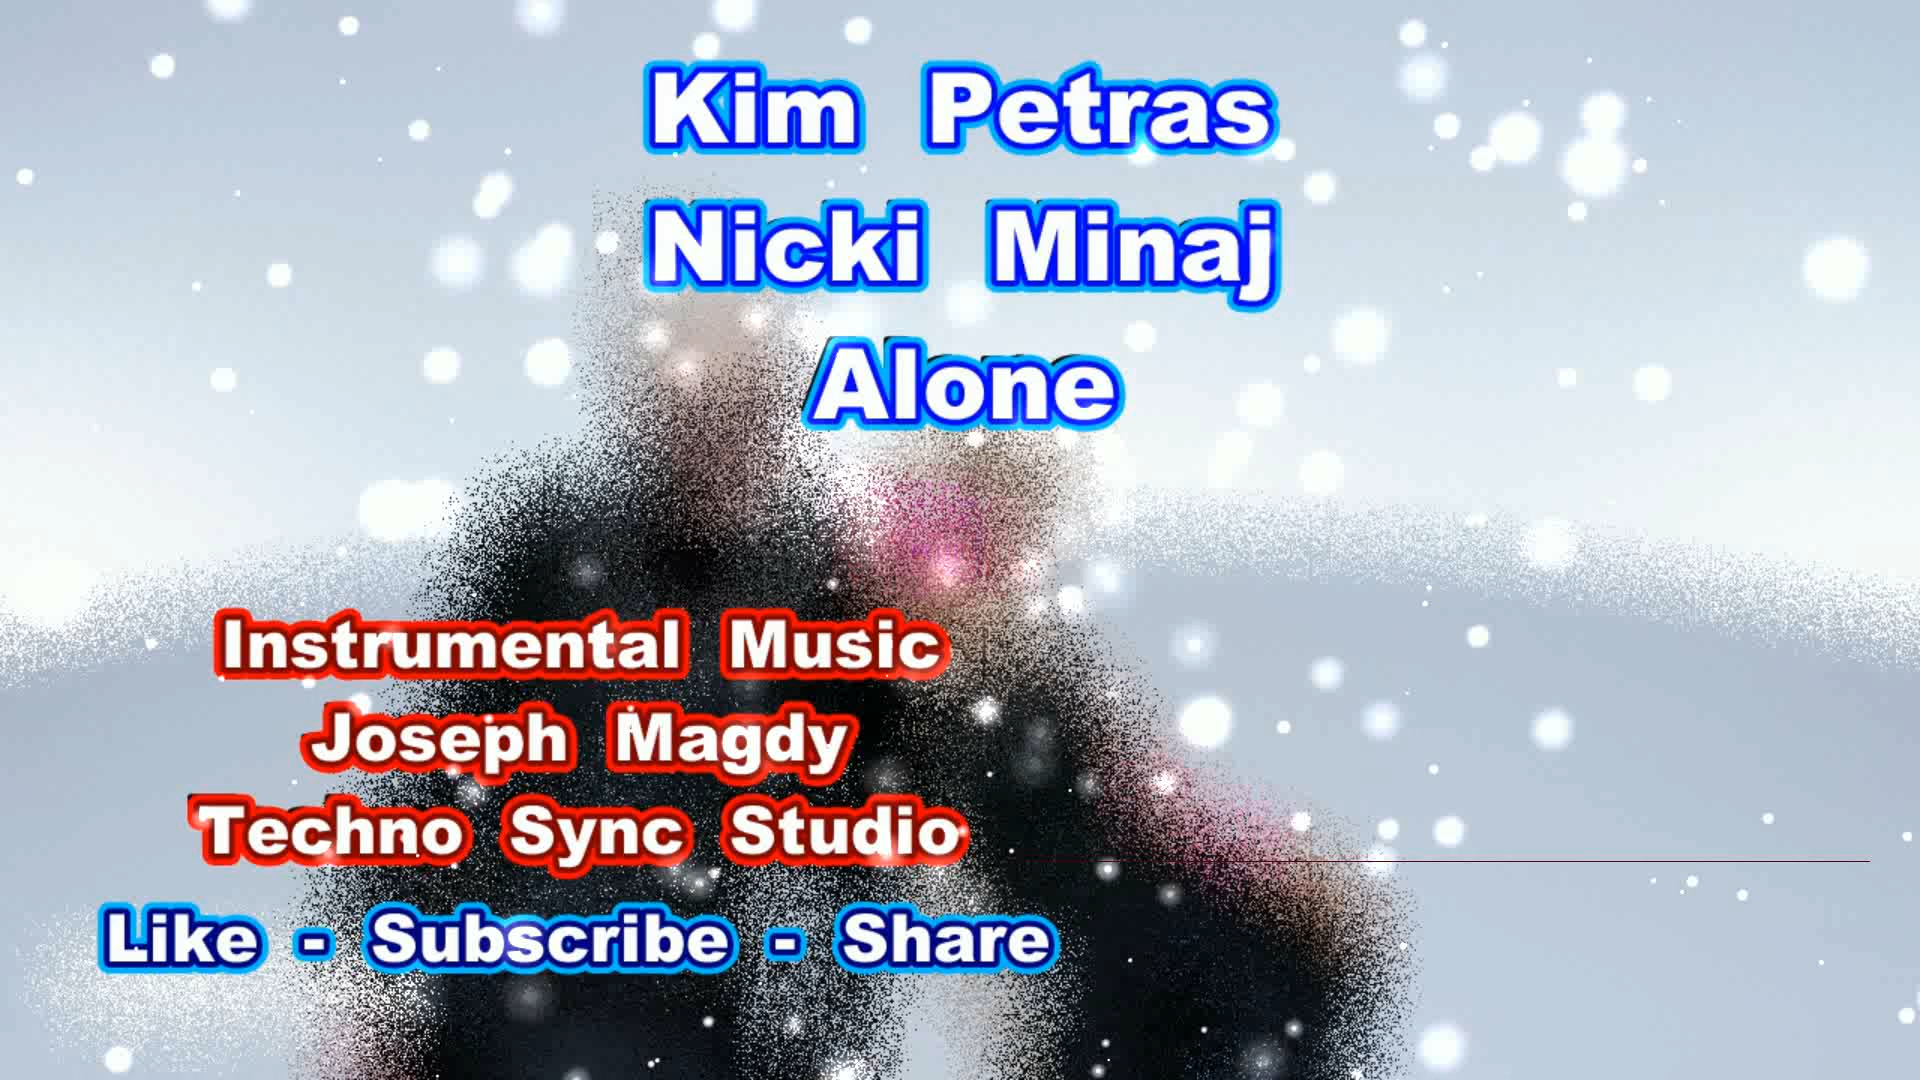 Kim Petras
Nicki Minaj
Alone
Instrumental Music
Joseph Magdy
Techno Sync Studio
Like - Subscribe - Share